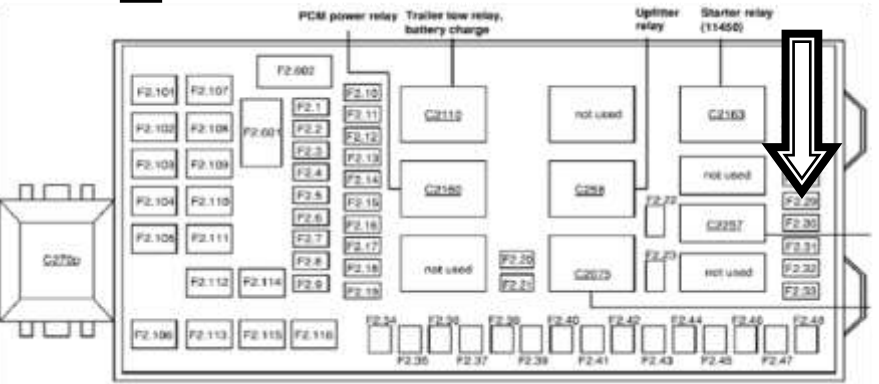 PCM power relay
Trailer tow relay,
battery charge
Upfitter
relay
Starter relay
(11450)
F2.602
F2.101
F2.107
F2.102
F2.108
F2.103
F2.109
F2.104
F2.110
F2.105
F2.111
F2.112
F2.114
F2.106
F2.113
F2.115
F2.116
F2.601
F2.1
F2.2
F2.3
F2.4
F2.5
F2.6
F2.7
F2.8
F2.9
F2.10
F2.11
F2.12
F2.13
F2.14
F2.15
F2.16
F2.17
F2.18
F2.19
C2110
C2160
not used
F2.20
F2.21
not used
C258
C2075
F2.22
F2.23
C2163
not used
C2257
not used
F2.29
F2.30
F2.31
F2.32
F2.33
C270p
F2.34
F2.36
F2.38
F2.40
F2.42
F2.44
F2.46
F2.48
F2.35
F2.37
F2.39
F2.41
F2.43
F2.45
F2.47